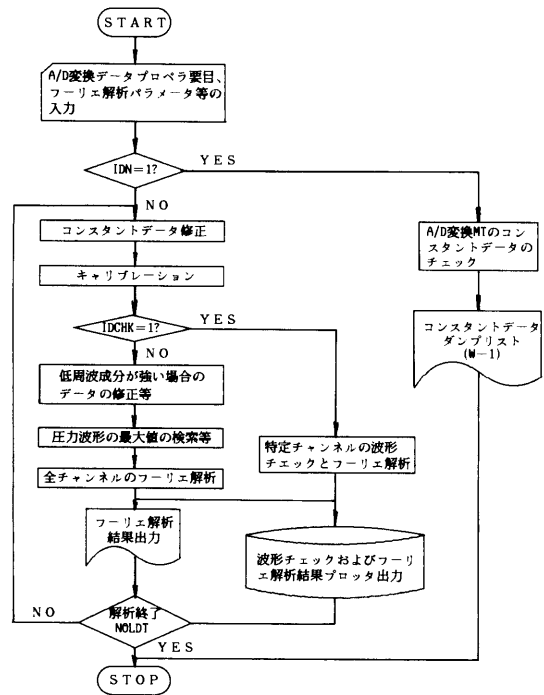 START
A/D変換データプロペラ要目、
フーリエ解析パラメータ等の
入力
IDN=1?
YES
NO
コンスタントデータ修正
A/D変換MTのコン
スタントデータの
チェック
キャリブレーション
IDCHK=1?
YES
NO
コンスタントデータ
ダンプリスト
(W-1)
低周波成分が強い場合の
データの修正等
圧力波形の最大値の検索等
特定チャンネルの波形
チェックとフーリエ解析
全チャンネルのフーリエ解析
フーリエ解析
結果出力
波形チェックおよびフーリ
エ解析結果プロッタ出力
解析終了
NOLDT
NO
YES
STOP